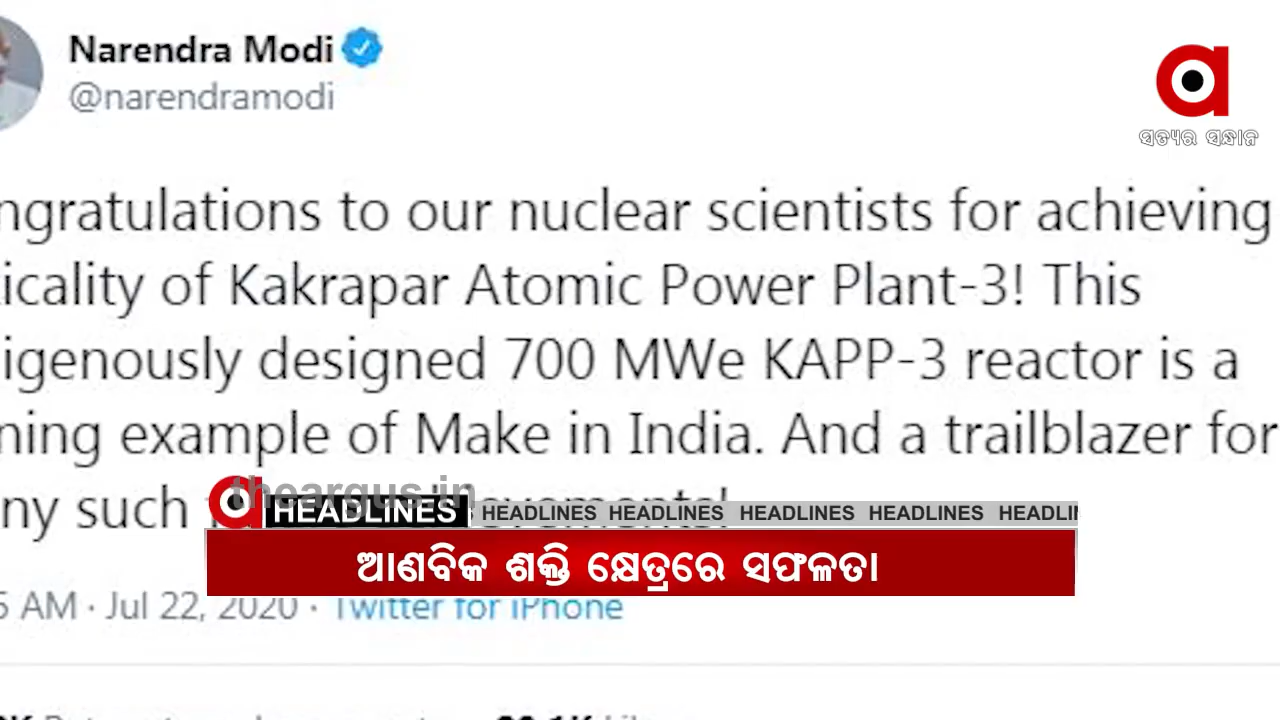 Narendra Modi
@narendramodi
ସତ୍ୟର ସନ୍ଧାନ
ngratulations to our nuclear scientists for achieving
icality of Kakrapar Atomic Power Plant-3! This
igenously designed 700 MWe KAPP-3 reactor is a
ning example of Make in India. And a trailblazer for
ny such
theargus.in
HEADLINES HEADLINES HEADLINES HEADLINES HEADLINES HEADLIN
ଆଣବିକ ଶକ୍ତି କ୍ଷେତ୍ରରେ ସଫଳତା
5 AM · Jul 22, 2020 · Twitter for iPhone